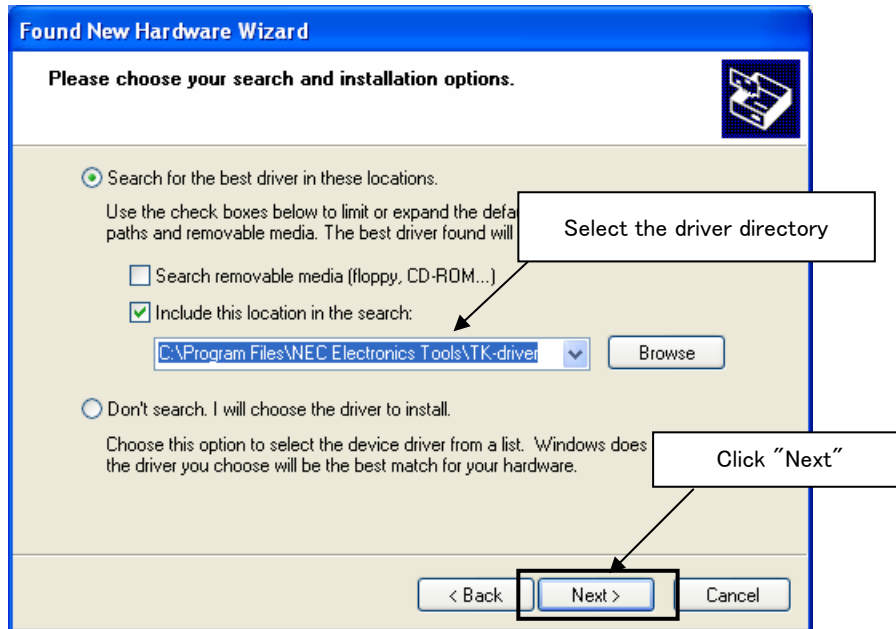 Found New Hardware Wizard
Please choose your search and installation options.
Search for the best driver in these locations.
Use the check boxes below to limit or expand the defa
paths and removable media. The best driver found will
Select the driver directory
Search removable media (floppy, CD-ROM...)
Include this location in the search:
C:\Program Files\NEC Electronics Tools\TK-driver
Browse
Don't search. I will choose the driver to install.
Choose this option to select the device driver from a list. Windows does
the driver you choose will be the best match for your hardware.
Click "Next"
< Back
Next >
Cancel